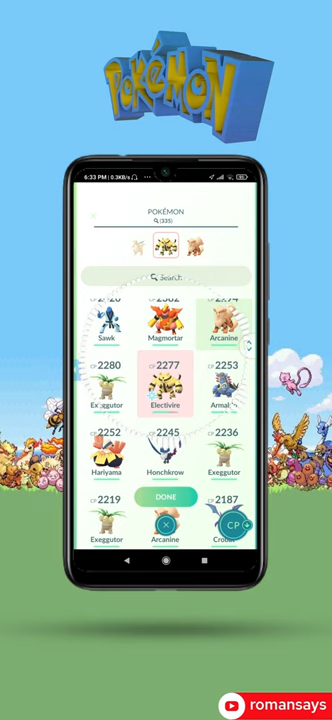 POKÉMON
6:33 PM | 0.3KB/s
POKÉMON
(335)
Search
Sawk
Magmortar
Arcanine
CP 2280
CP 2277
CP 2253
Exeggutor
Electivire
CP 2252
CP 2245
CP 2236
Hariyama
Honchkrow
Exeggutor
CP 2219
DONE
2187
Exeggutor
Arcanine
CP
romansays